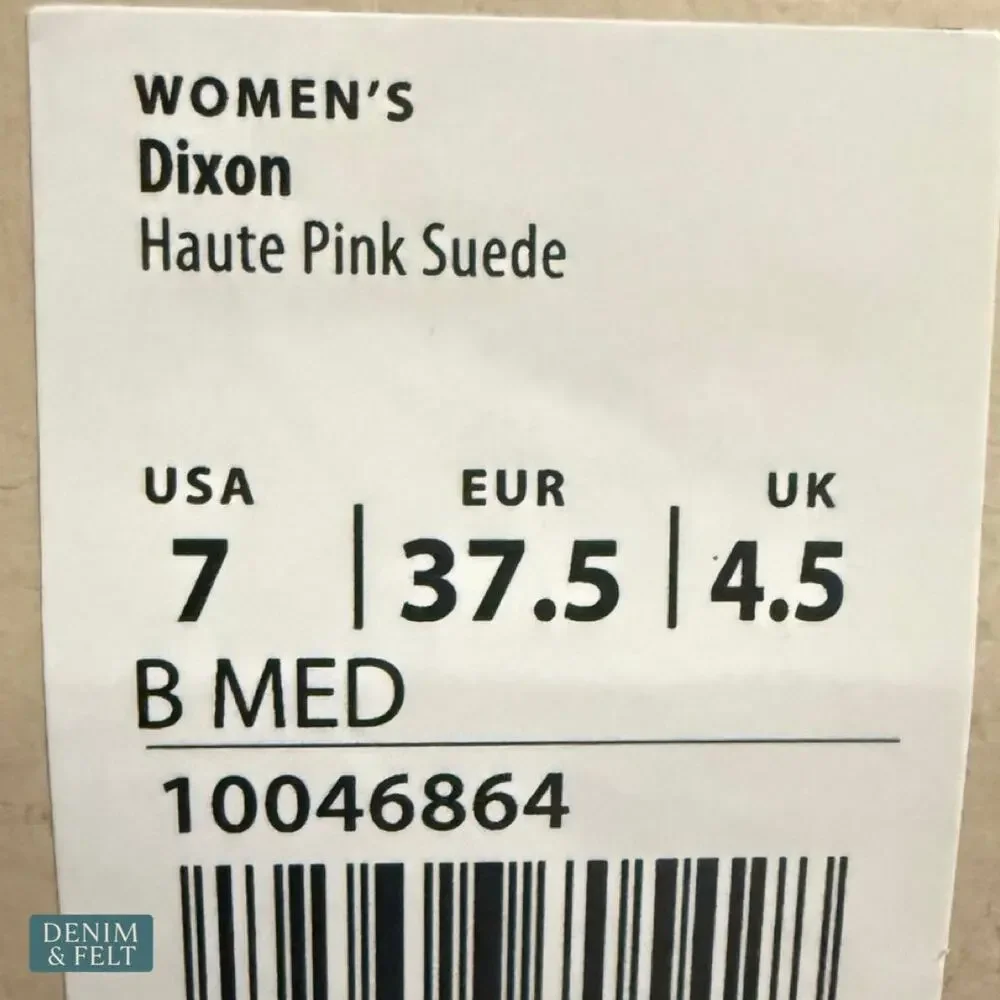 WOMEN'S
Dixon
Haute Pink Suede
USA EUR UK
7 | 37.5 | 4.5
B MED
10046864
DENIM
& FELT